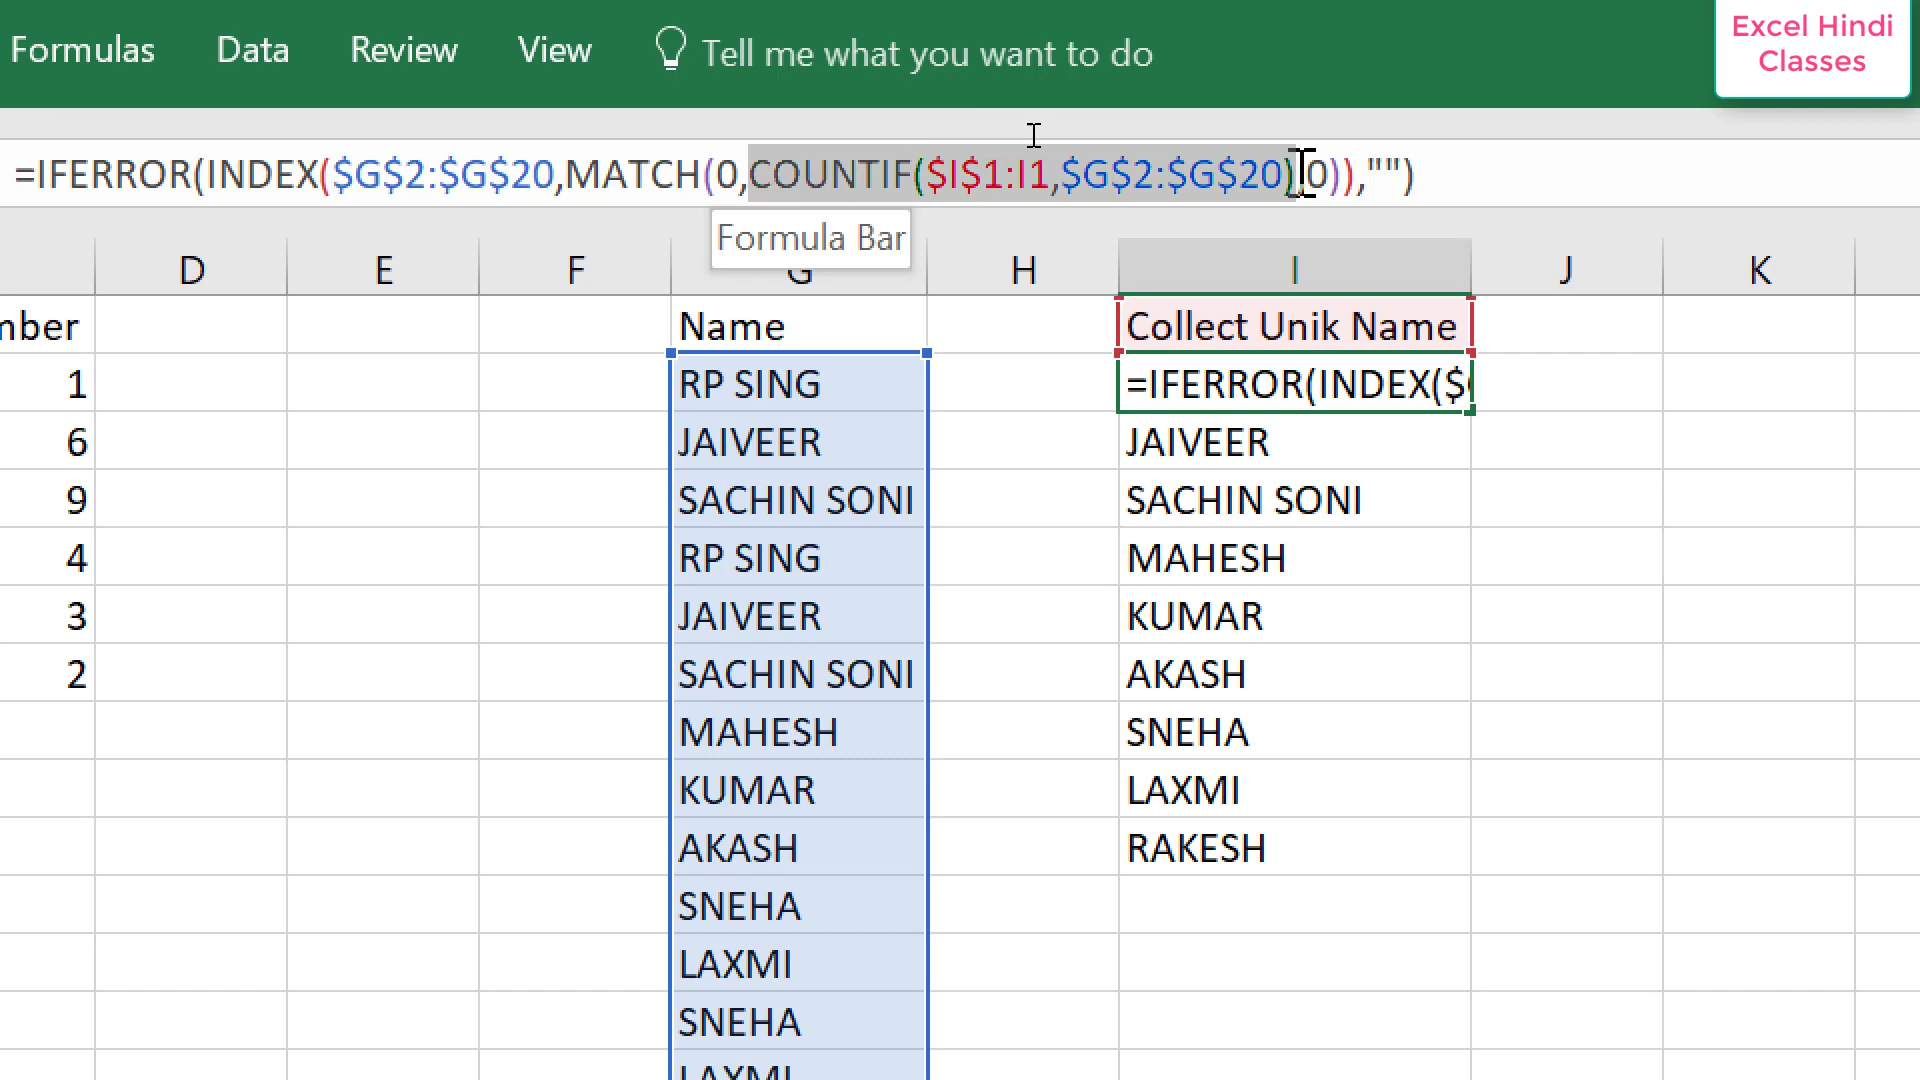 Formulas Data Review View Tell me what you want to do
Excel Hindi
Classes
=IFERROR(INDEX($G$2:$G$20,MATCH(0,COUNTIF($I$1:I1,$G$2:$G$20),0)),"")
Formula Bar
D E F G H I J K
mber Name Collect Unik Name
1 RP SING =IFERROR(INDEX($
6 JAIVEER JAIVEER
9 SACHIN SONI SACHIN SONI
4 RP SING MAHESH
3 JAIVEER KUMAR
2 SACHIN SONI AKASH
MAHESH SNEHA
KUMAR LAXMI
AKASH RAKESH
SNEHA
LAXMI
SNEHA
LAXMI